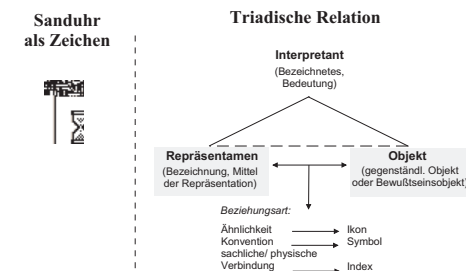 Sanduhr
als Zeichen
Triadische Relation
Interpretant
(Bezeichnetes,
Bedeutung)
Repräsentamen
(Bezeichnung, Mittel
der Repräsentation)
Objekt
(gegenständl. Objekt
oder Bewußtseinsobjekt)
Beziehungsart:
Ähnlichkeit Ikon
Konvention Symbol
sachliche/ physische
Verbindung Index